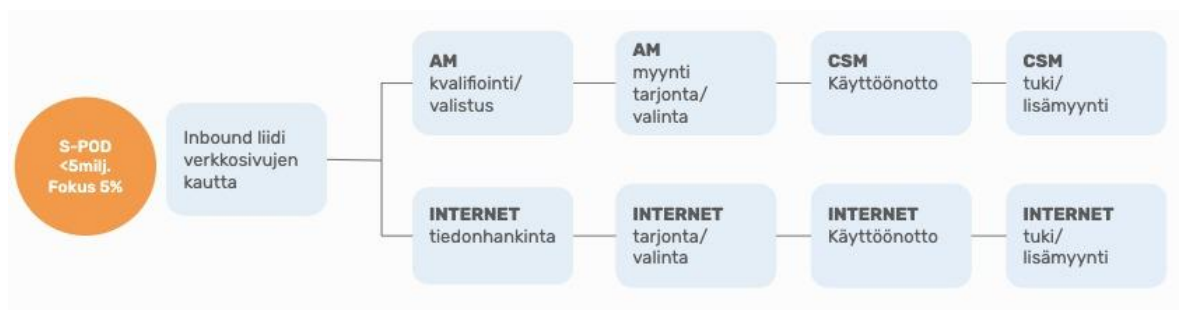 S-POD
<5milj.
Fokus 5%
Inbound liidi
verkkosivujen
kautta
AM
kvalifiointi/
valistus
AM
myynti
tarjonta/
valinta
CSM
Käyttöönotto
CSM
tuki/
lisämyynti
INTERNET
tiedonhankinta
INTERNET
tarjonta/
valinta
INTERNET
Käyttöönotto
INTERNET
tuki/
lisämyynti